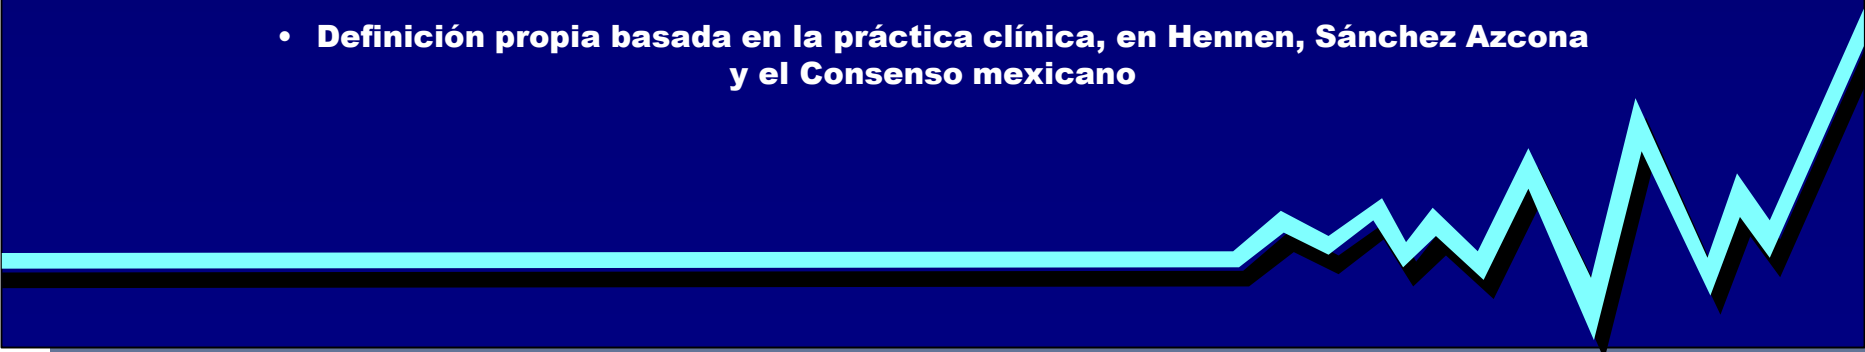 • Definición propia basada en la práctica clínica, en Hennen, Sánchez Azcona
y el Consenso mexicano